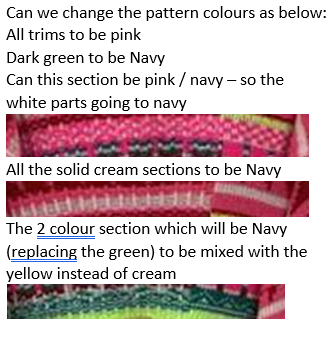 Can we change the pattern colours as below:
All trims to be pink
Dark green to be Navy
Can this section be pink / navy – so the
white parts going to navy
All the solid cream sections to be Navy
The 2 colour section which will be Navy
(replacing the green) to be mixed with the
yellow instead of cream